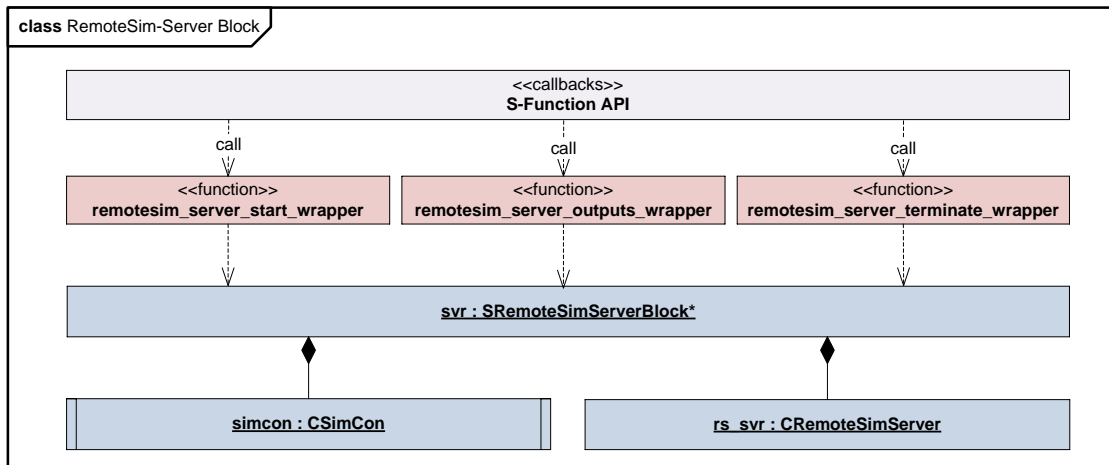 class RemoteSim-Server Block
<<callbacks>>
S-Function API
call call call
<<function>> <<function>> <<function>>
remotesim_server_start_wrapper remotesim_server_outputs_wrapper remotesim_server_terminate_wrapper
svr : SRemoteSimServerBlock*
simcon : CSimCon rs_svr : CRemoteSimServer